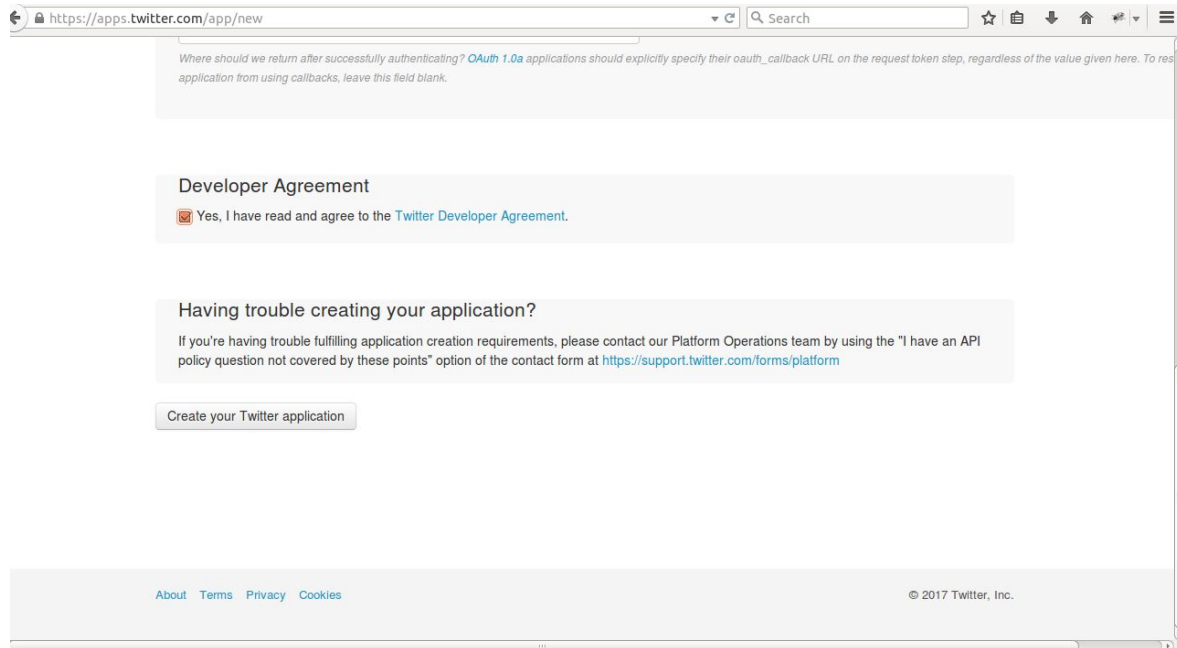 https://apps.twitter.com/app/new
Search
Where should we return after successfully authenticating? OAuth 1.0a applications should explicitly specify their oauth_callback URL on the request token step, regardless of the value given here. To res
application from using callbacks, leave this field blank.
Developer Agreement
Yes, I have read and agree to the Twitter Developer Agreement.
Having trouble creating your application?
If you're having trouble fulfilling application creation requirements, please contact our Platform Operations team by using the "I have an API
policy question not covered by these points" option of the contact form at https://support.twitter.com/forms/platform
Create your Twitter application
About Terms Privacy Cookies
© 2017 Twitter, Inc.